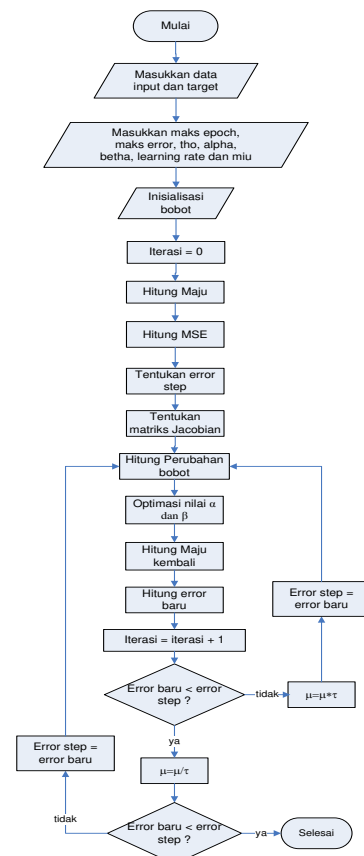 Mulai
Masukkan data
input dan target
Masukkan maks epoch,
maks error, tho, alpha,
betha, learning rate dan miu
Inisialisasi
bobot
Iterasi = 0
Hitung Maju
Hitung MSE
Tentukan error
step
Tentukan
matriks Jacobian
Hitung Perubahan
bobot
Optimasi nilai α
dan β
Hitung Maju
kembali
Hitung error
baru
Error step =
error baru
Iterasi = iterasi + 1
Error baru < error
step ?
tidak
μ=μ*τ
ya
Error step =
error baru
μ=μ/τ
tidak
Error baru < error
step ?
ya
Selesai